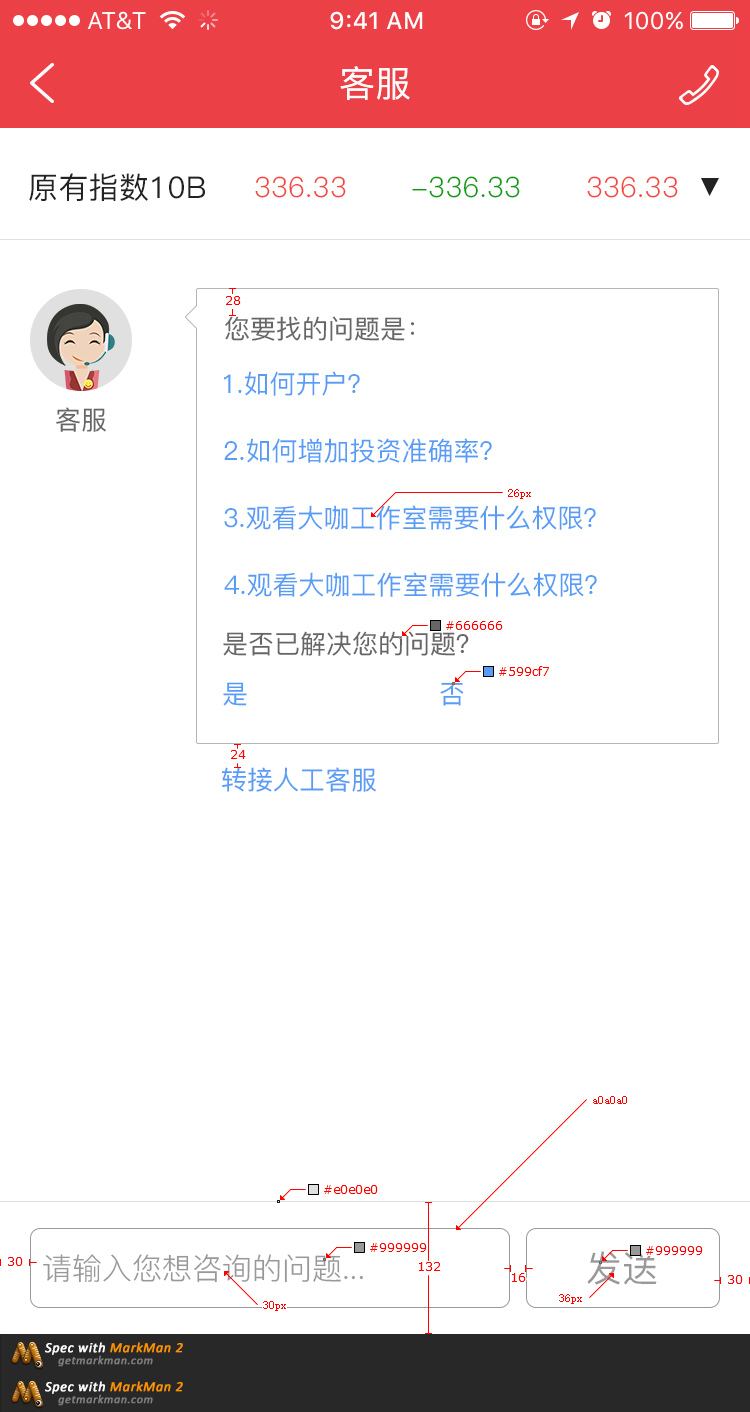 AT&T 9:41 AM 100%
客服
原有指数10B 336.33 -336.33 336.33 ▼
28
您要找的问题是：
1.如何开户？
客服
2.如何增加投资准确率？
26px
3.观看大咖工作室需要什么权限？
4.观看大咖工作室需要什么权限？
#666666
是否已解决您的问题？
#599cf7
是 否
24
转接人工客服
a0a0a0
#e0e0e0
#999999 #999999
30 请输入您想咨询的问题... 132 16 发送 30
30px 36px
Spec with MarkMan 2
getmarkman.com
Spec with MarkMan 2
getmarkman.com